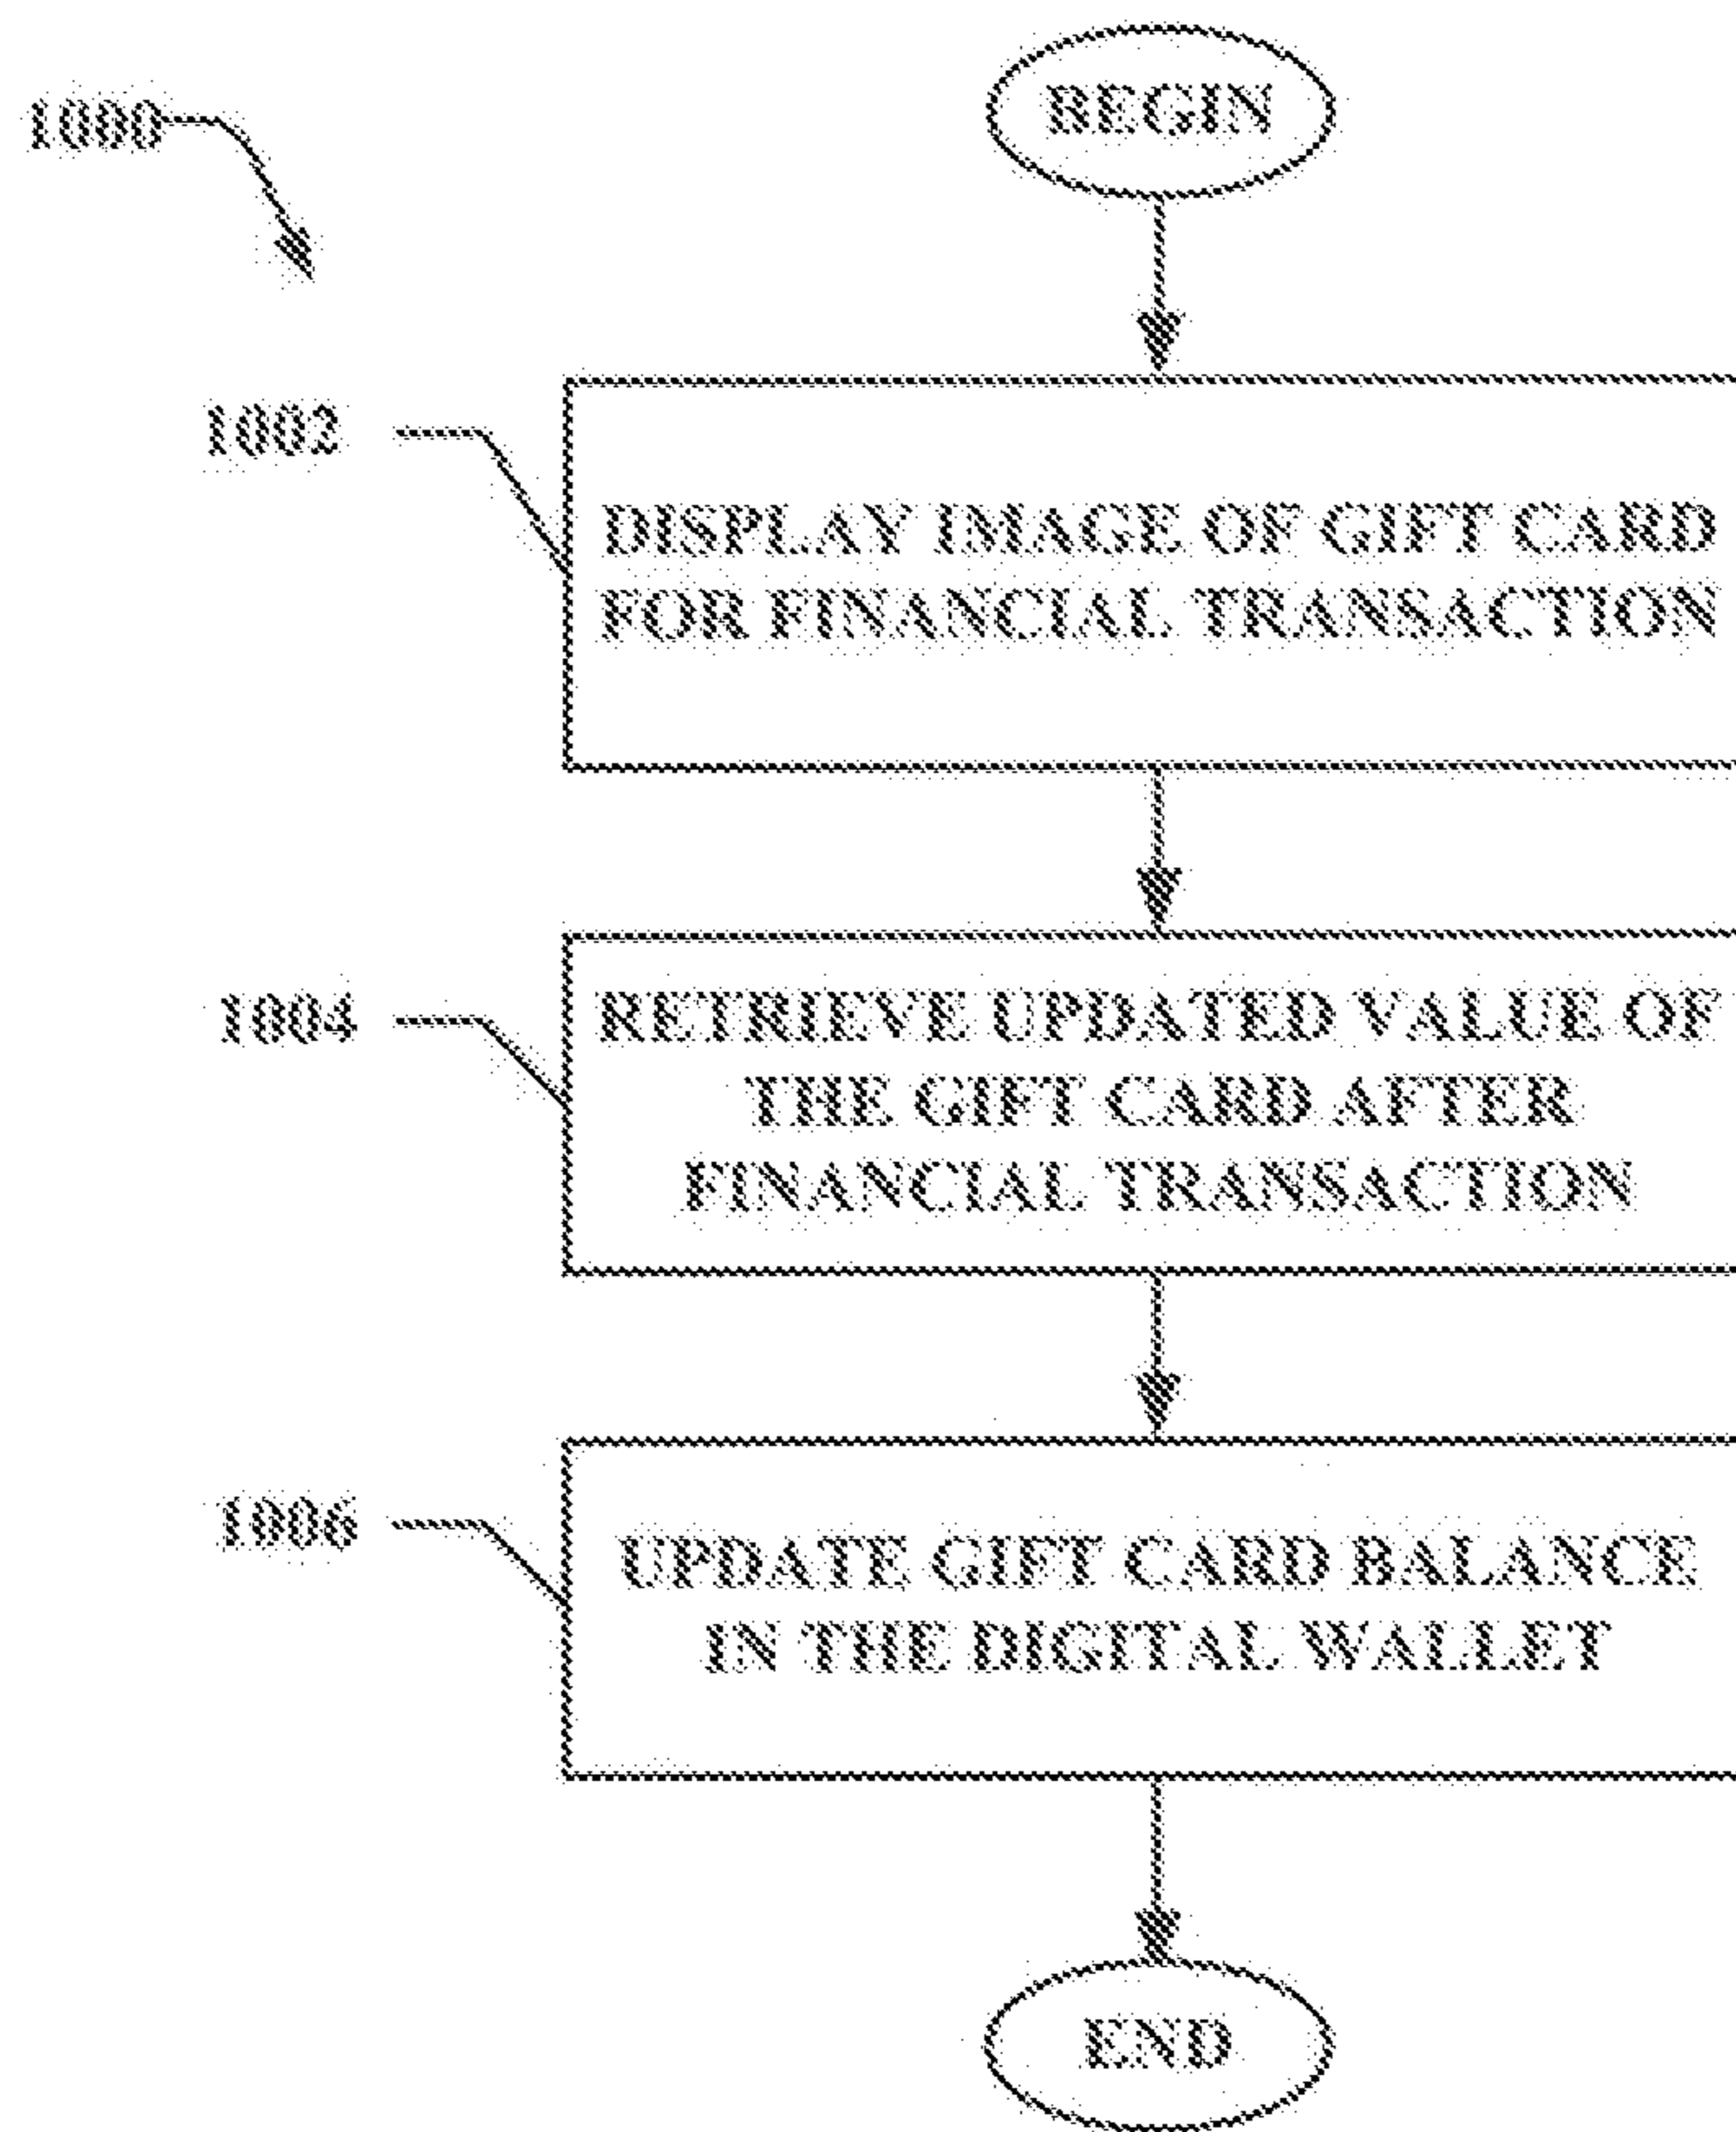 1000
BEGIN
1002
DISPLAY IMAGE OF GIFT CARD
FOR FINANCIAL TRANSACTION
1004
RETRIEVE UPDATED VALUE OF
THE GIFT CARD AFTER
FINANCIAL TRANSACTION
1006
UPDATE GIFT CARD BALANCE
IN THE DIGITAL WALLET
END